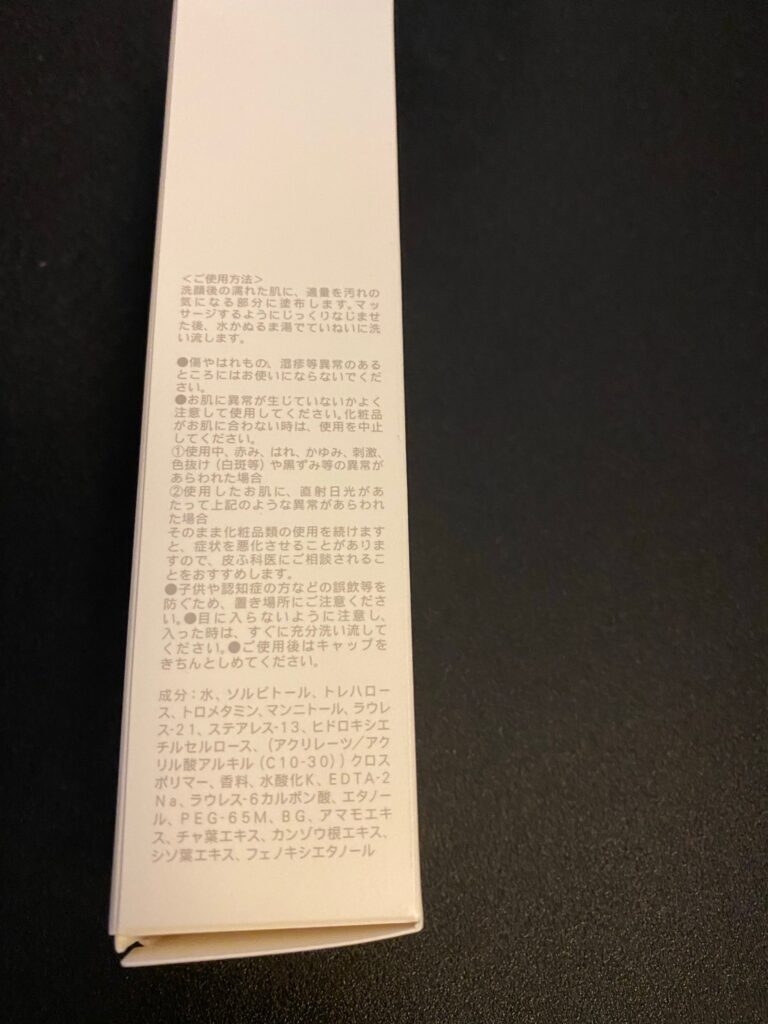 ＜ご使用方法＞
洗顔後の濡れた肌に、適量を汚れの
気になる部分に塗布します。マッ
サージするようにじっくりなじませ
た後、水かぬるま湯でていねいに洗
い流します。
●傷やはれもの、湿疹等異常のある
ところにはお使いにならないでくだ
さい。
●お肌に異常が生じていないかよく
注意して使用してください。化粧品
がお肌に合わない時は、使用を中止
してください。
①使用中、赤み、はれ、かゆみ、刺激、
色抜け（白斑等）や黒ずみ等の異常が
あらわれた場合
②使用したお肌に、直射日光があ
たって上記のような異常があらわれ
た場合
そのまま化粧品類の使用を続けます
と、症状を悪化させることがありま
すので、皮ふ科医にご相談されるこ
とをおすすめします。
●子供や認知症の方などの誤飲等を
防ぐため、置き場所にご注意くださ
い。●目に入らないように注意し、
入った時は、すぐに充分洗い流して
ください。●ご使用後はキャップを
きちんとしめてください。
成分：水、ソルビトール、トレハロー
ス、トロメタミン、マンニトール、ラウレ
ス-21、ステアレス-13、ヒドロキシエ
チルセルロース、（アクリレーツ／アク
リル酸アルキル（C10-30））クロス
ポリマー、香料、水酸化K、EDTA-2
Na、ラウレス-6カルボン酸、エタノー
ル、PEG-65M、BG、アマモエキ
ス、チャ葉エキス、カンゾウ根エキス、
シソ葉エキス、フェノキシエタノール